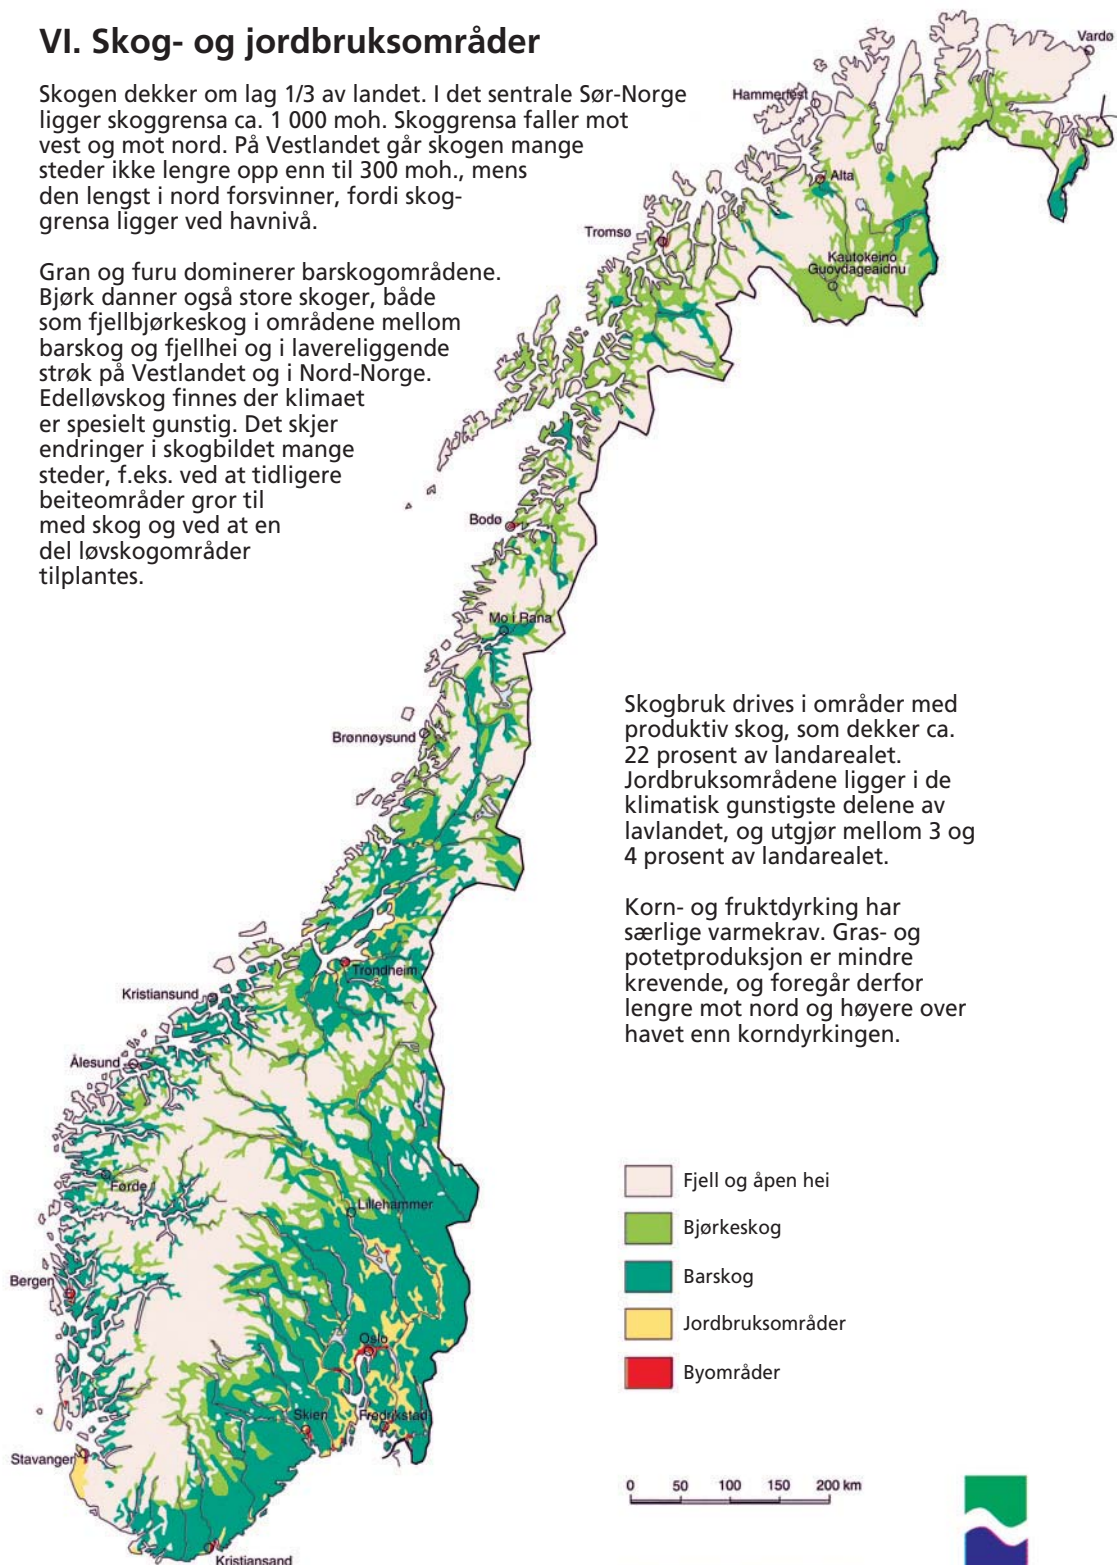 VI. Skog- og jordbruksområder
Skogen dekker om lag 1/3 av landet. I det sentrale Sør-Norge
ligger skoggrensa ca. 1 000 moh. Skoggrensa faller mot
vest og mot nord. På Vestlandet går skogen mange
steder ikke lengre opp enn til 300 moh., mens
den lengst i nord forsvinner, fordi skog-
grensa ligger ved havnivå.
Gran og furu dominerer barskogområdene.
Bjørk danner også store skoger, både
som fjellbjørkeskog i områdene mellom
barskog og fjellhei og i lavereliggende
strøk på Vestlandet og i Nord-Norge.
Edelløvskog finnes der klimaet
er spesielt gunstig. Det skjer
endringer i skogbildet mange
steder, f.eks. ved at tidligere
beiteområder gror til
med skog og ved at en
del løvskogområder
tilplantes.
Vardø
Hammerfest
Alta
Tromsø
Kautokeino
Guovdageaidnu
Bodø
Mo i Rana
Brønnøysund
Trondheim
Kristiansund
Ålesund
Førde
Lillehammer
Bergen
Oslo
Skien
Fredrikstad
Stavanger
Kristiansand
Skogbruk drives i områder med
produktiv skog, som dekker ca.
22 prosent av landarealet.
Jordbruksområdene ligger i de
klimatisk gunstigste delene av
lavlandet, og utgjør mellom 3 og
4 prosent av landarealet.
Korn- og fruktdyrking har
særlige varmekrav. Gras- og
potetproduksjon er mindre
krevende, og foregår derfor
lengre mot nord og høyere over
havet enn korndyrkingen.
Fjell og åpen hei
Bjørkeskog
Barskog
Jordbruksområder
Byområder
0 50 100 150 200 km